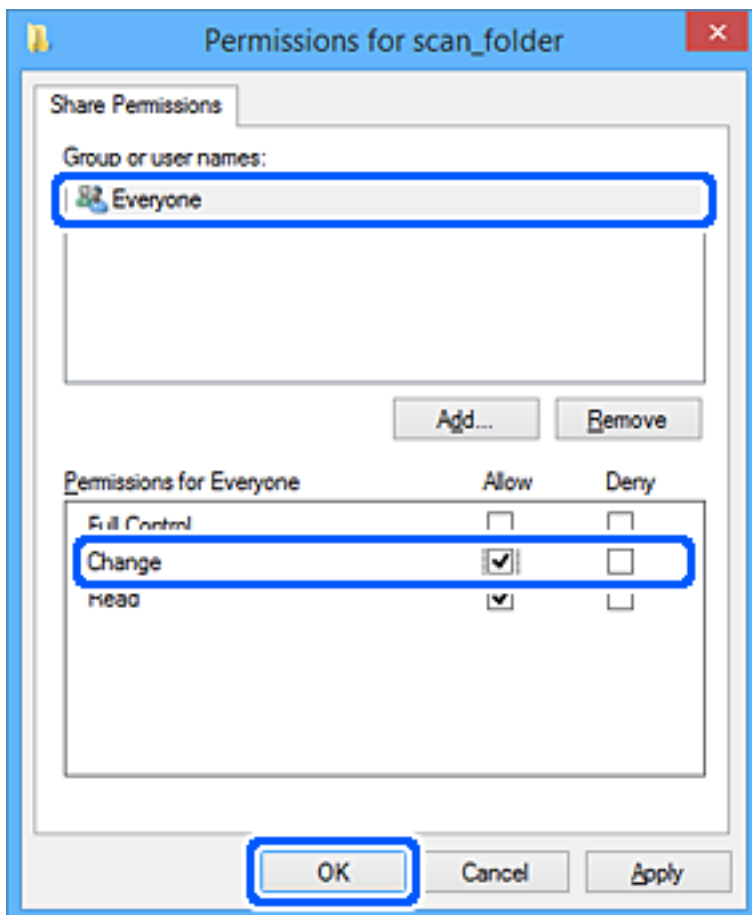 Permissions for scan_folder
Share Permissions
Group or user names:
Everyone
Add... Remove
Permissions for Everyone Allow Deny
Full Control
Change
Read
OK Cancel Apply